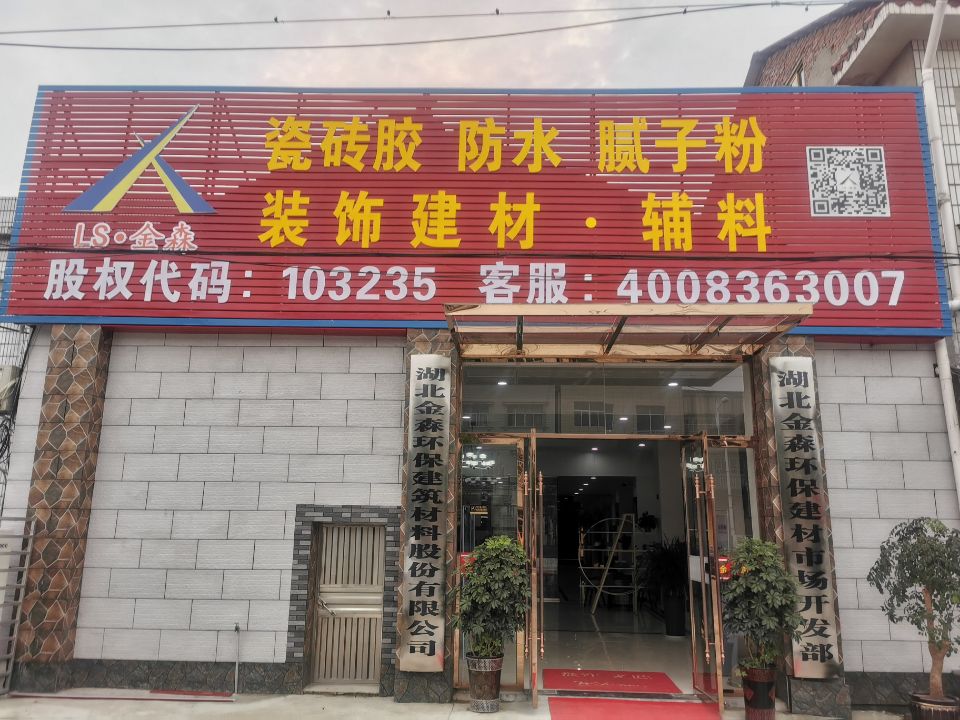 瓷砖胶 防水 腻子粉
装饰建材·辅料
LS·金森
股权代码：103235 客服：4008363007
湖北金森环保建筑材料股份有限公司
湖北金森环保建材市场开发部